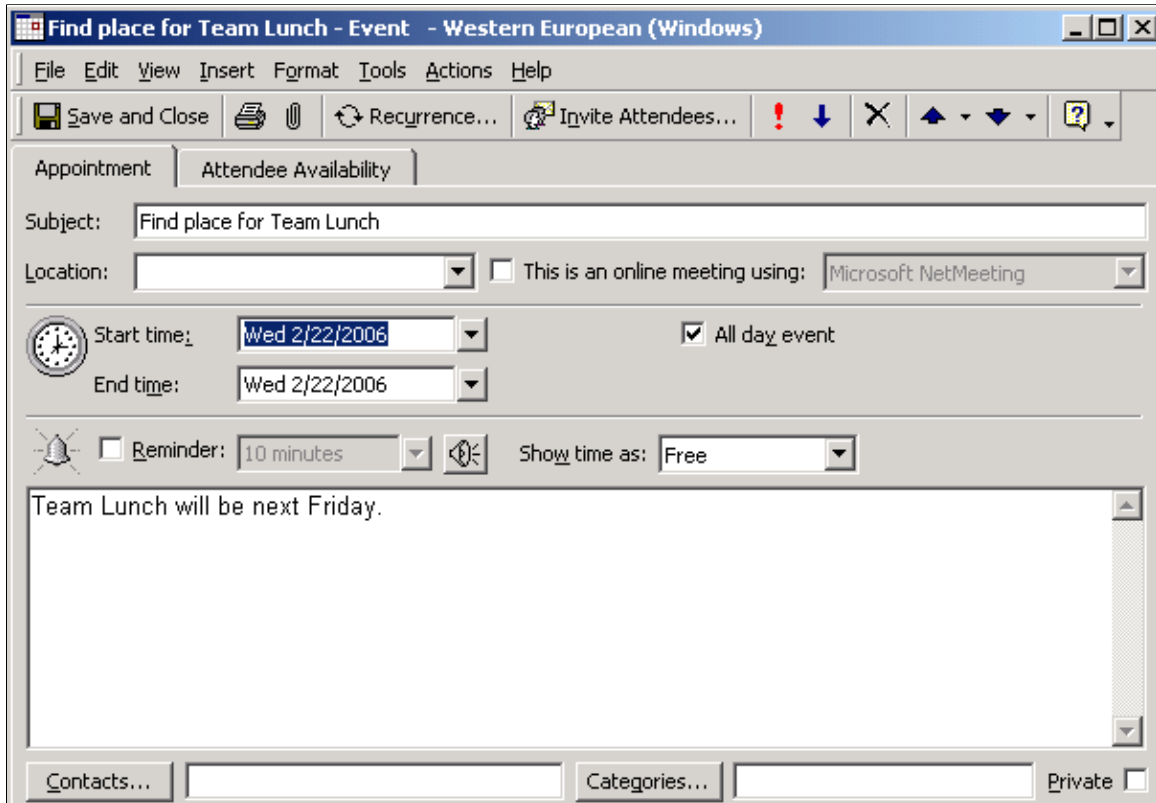 Find place for Team Lunch - Event - Western European (Windows)
File Edit View Insert Format Tools Actions Help
Save and Close Recurrence... Invite Attendees...
Appointment Attendee Availability
Subject: Find place for Team Lunch
Location: This is an online meeting using: Microsoft NetMeeting
Start time: Wed 2/22/2006 All day event
End time: Wed 2/22/2006
Reminder: 10 minutes Show time as: Free
Team Lunch will be next Friday.
Contacts... Categories... Private